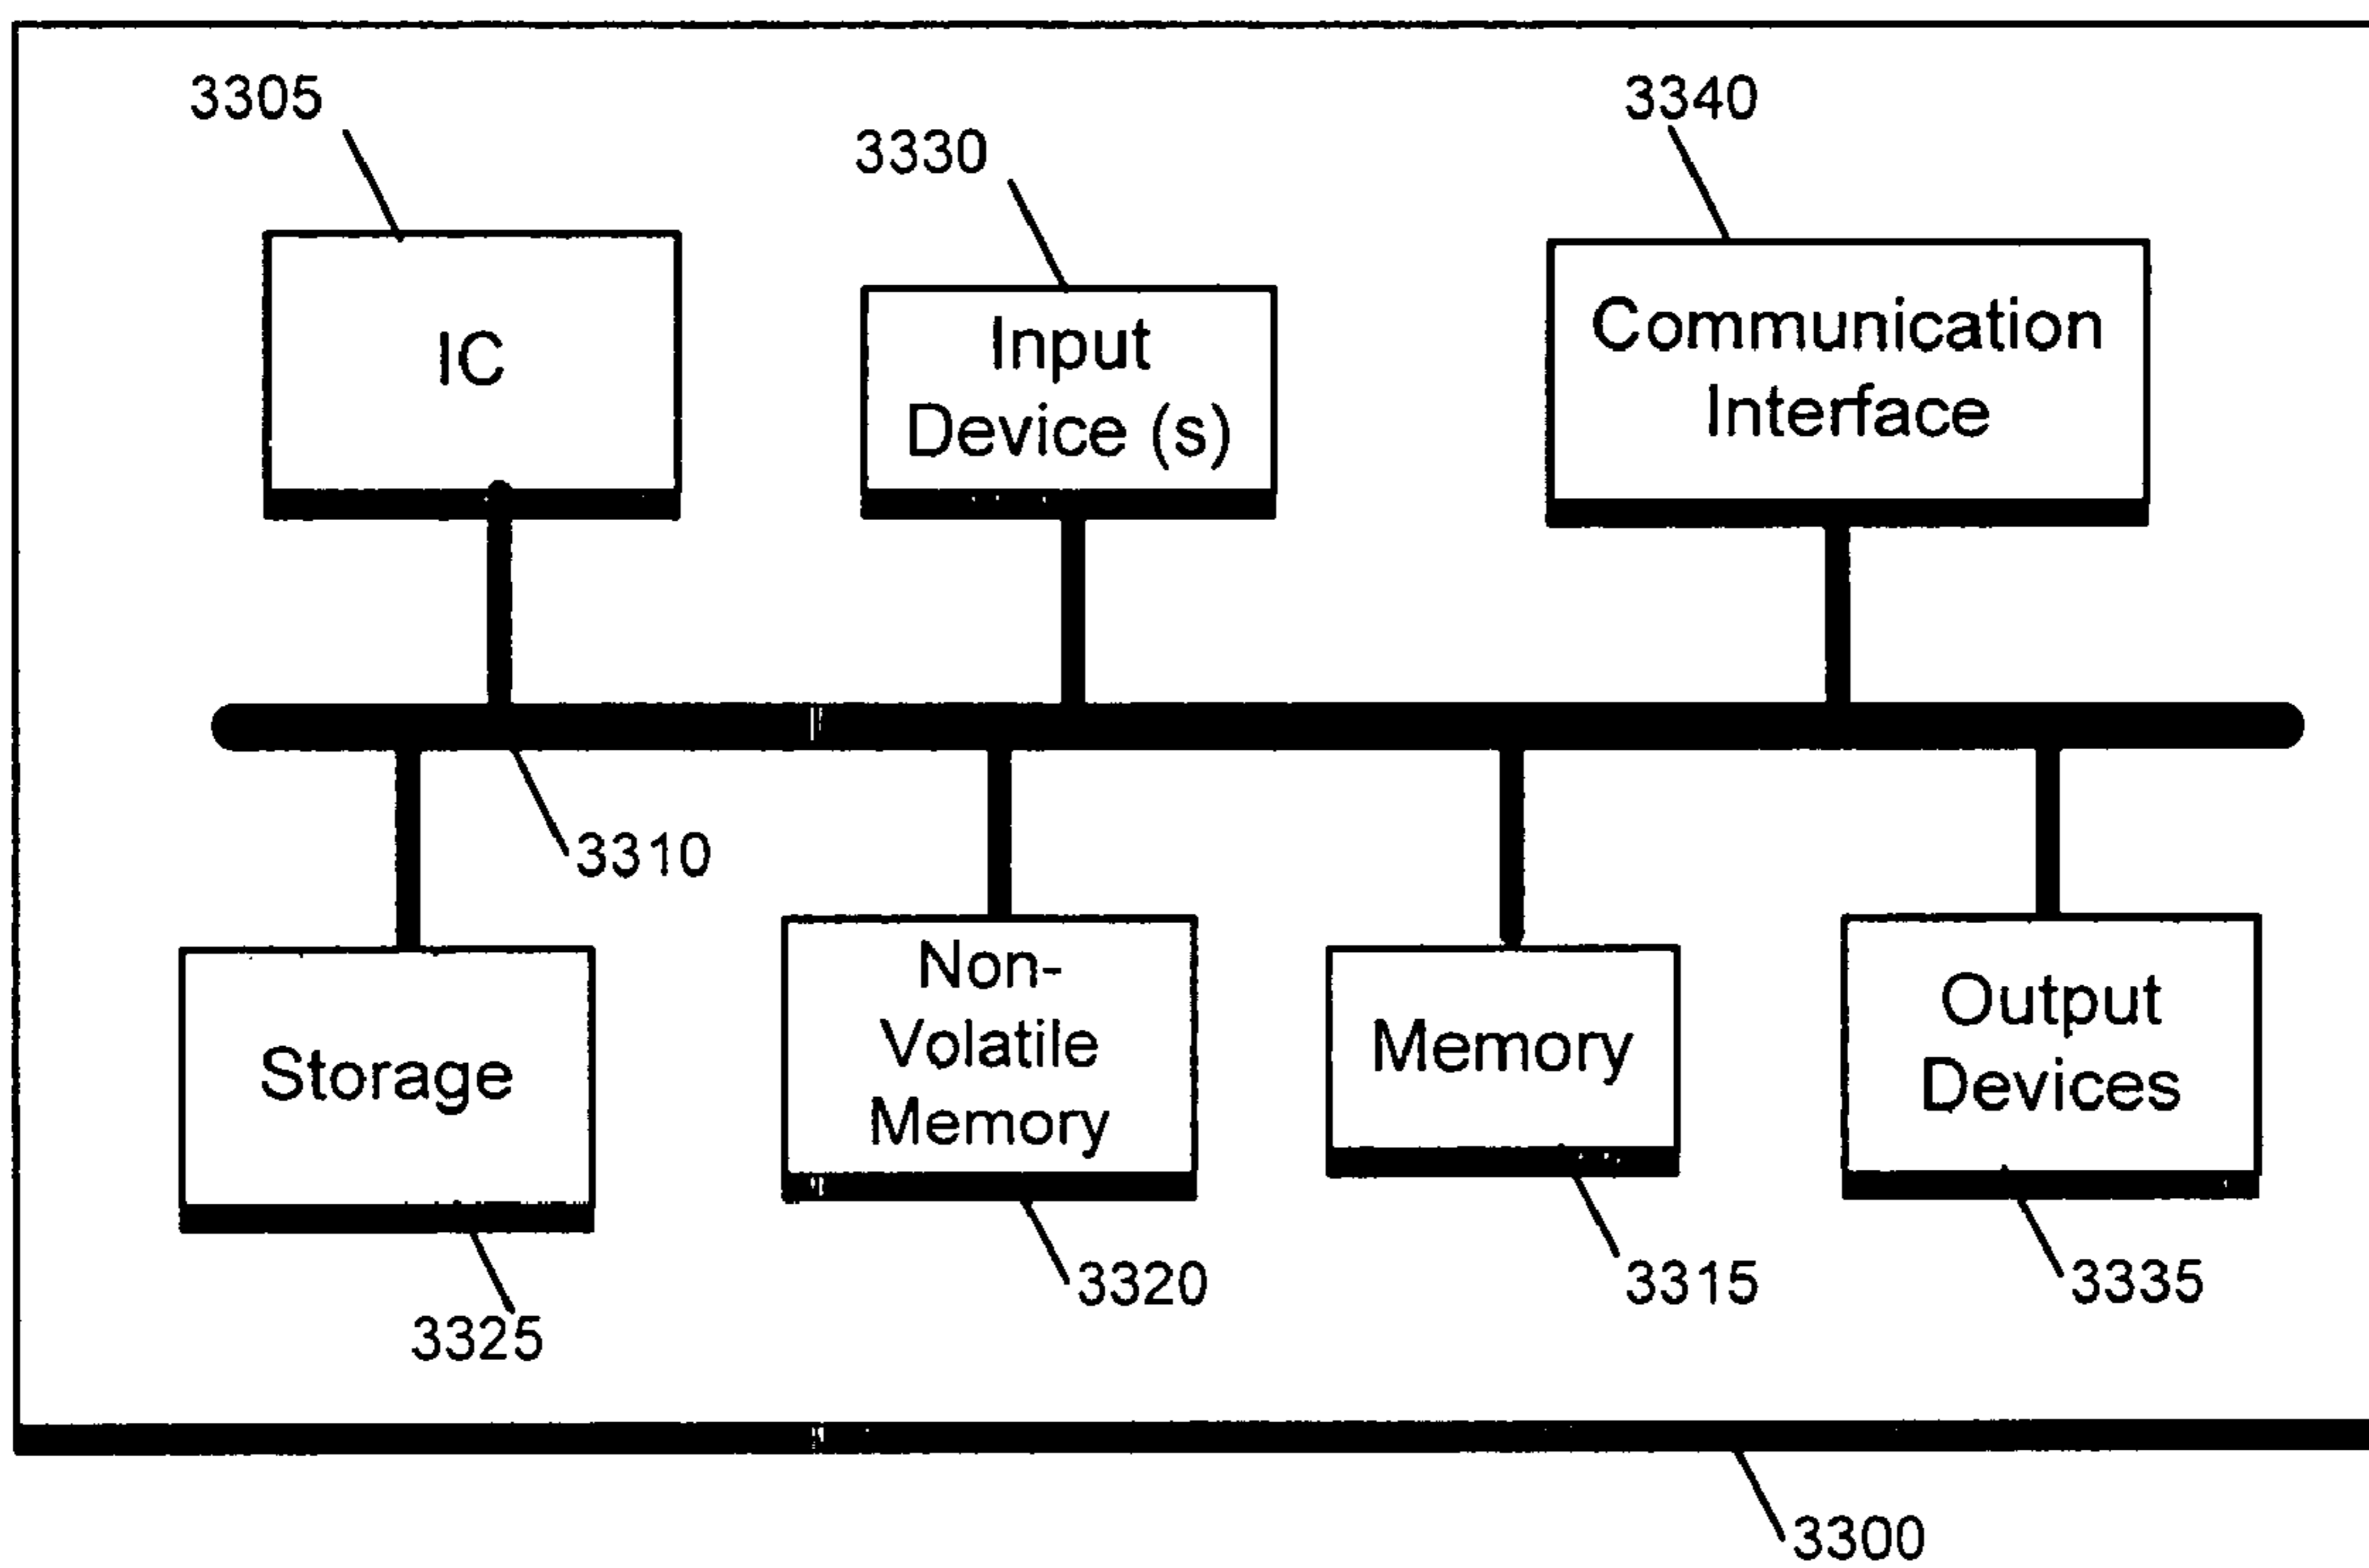 3305
3330
3340
IC
Input
Device (s)
Communication
Interface
3310
Storage
Non-
Volatile
Memory
Memory
Output
Devices
3325
3320
3315
3335
3300